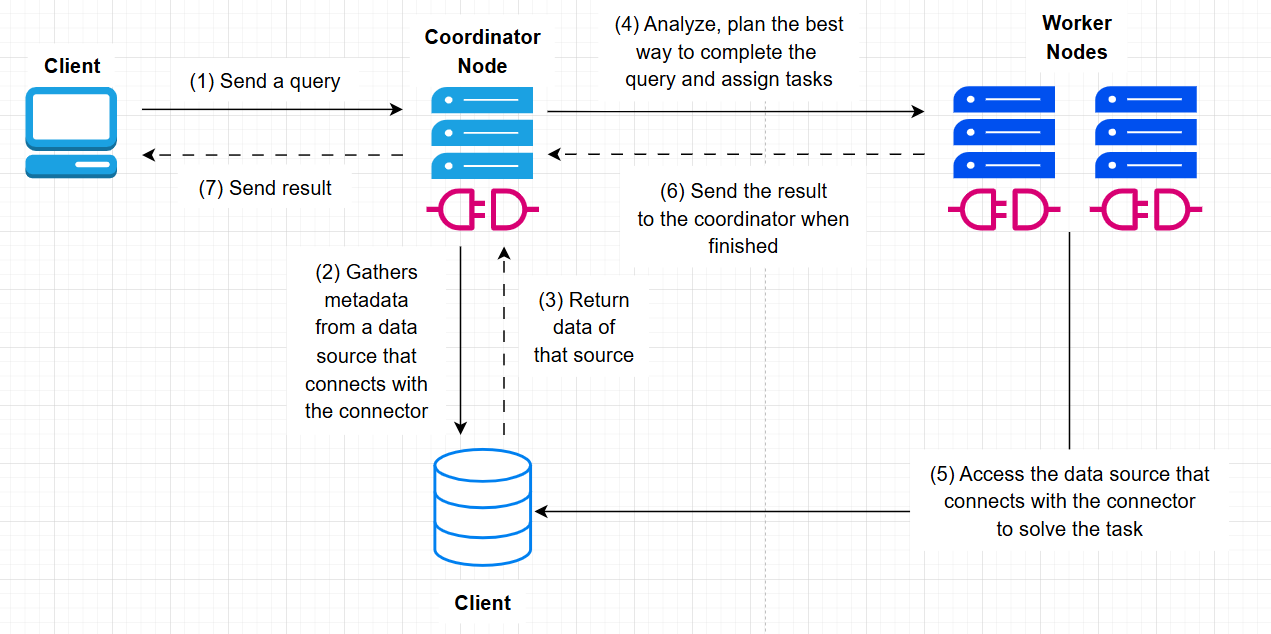 Client
(1) Send a query
(7) Send result
Coordinator
Node
(4) Analyze, plan the best
way to complete the
query and assign tasks
Worker
Nodes
(6) Send the result
to the coordinator when
finished
(2) Gathers
metadata
from a data
source that
connects with
the connector
(3) Return
data of
that source
(5) Access the data source that
connects with the connector
to solve the task
Client